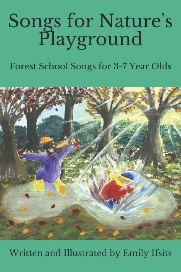 Songs for Nature's
Playground
Forest School Songs for 3-7 Year Olds
Written and Illustrated by Emily Ifsits